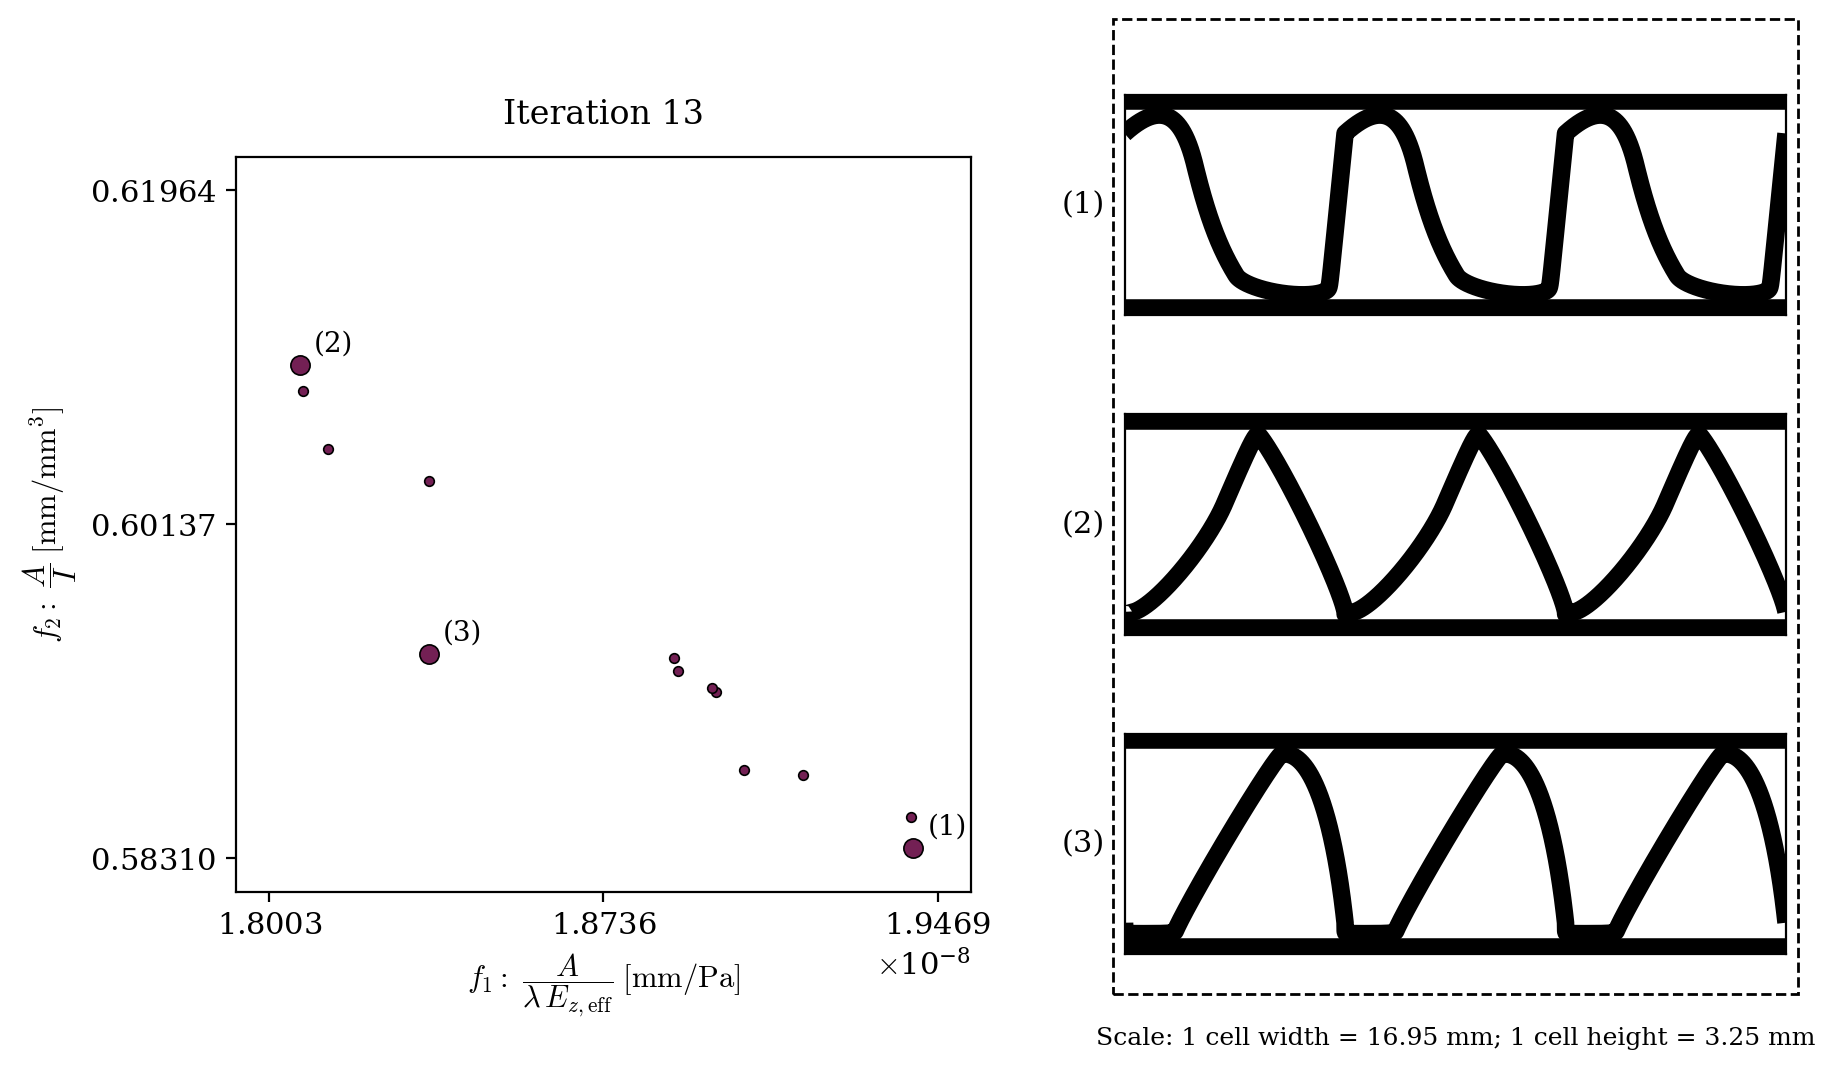 Iteration 13
0.61964
0.60137
0.58310
f₂ : A/I [mm/mm³]
(2)
(3)
(1)
1.8003 1.8736 1.9469
×10⁻⁸
f₁ : A/(λ E_z, eff) [mm/Pa]
(1)
(2)
(3)
Scale: 1 cell width = 16.95 mm; 1 cell height = 3.25 mm